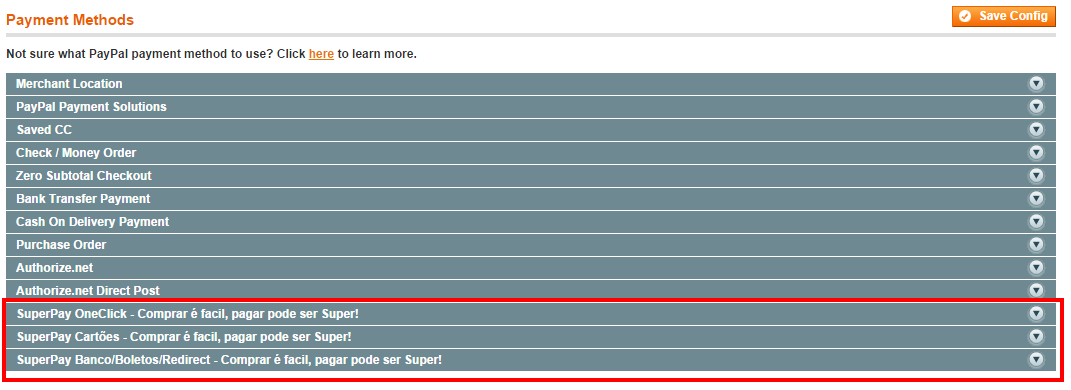 Payment Methods
Save Config
Not sure what PayPal payment method to use? Click here to learn more.
Merchant Location
PayPal Payment Solutions
Saved CC
Check / Money Order
Zero Subtotal Checkout
Bank Transfer Payment
Cash On Delivery Payment
Purchase Order
Authorize.net
Authorize.net Direct Post
SuperPay OneClick - Comprar é facil, pagar pode ser Super!
SuperPay Cartões - Comprar é facil, pagar pode ser Super!
SuperPay Banco/Boletos/Redirect - Comprar é facil, pagar pode ser Super!